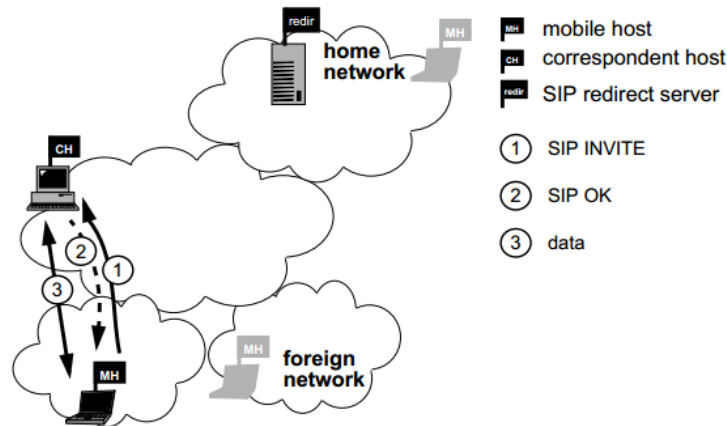 redir
home
network
MH
MH mobile host
CH correspondent host
redir SIP redirect server
1 SIP INVITE
2 SIP OK
3 data
CH
2
1
3
MH
MH
foreign
network